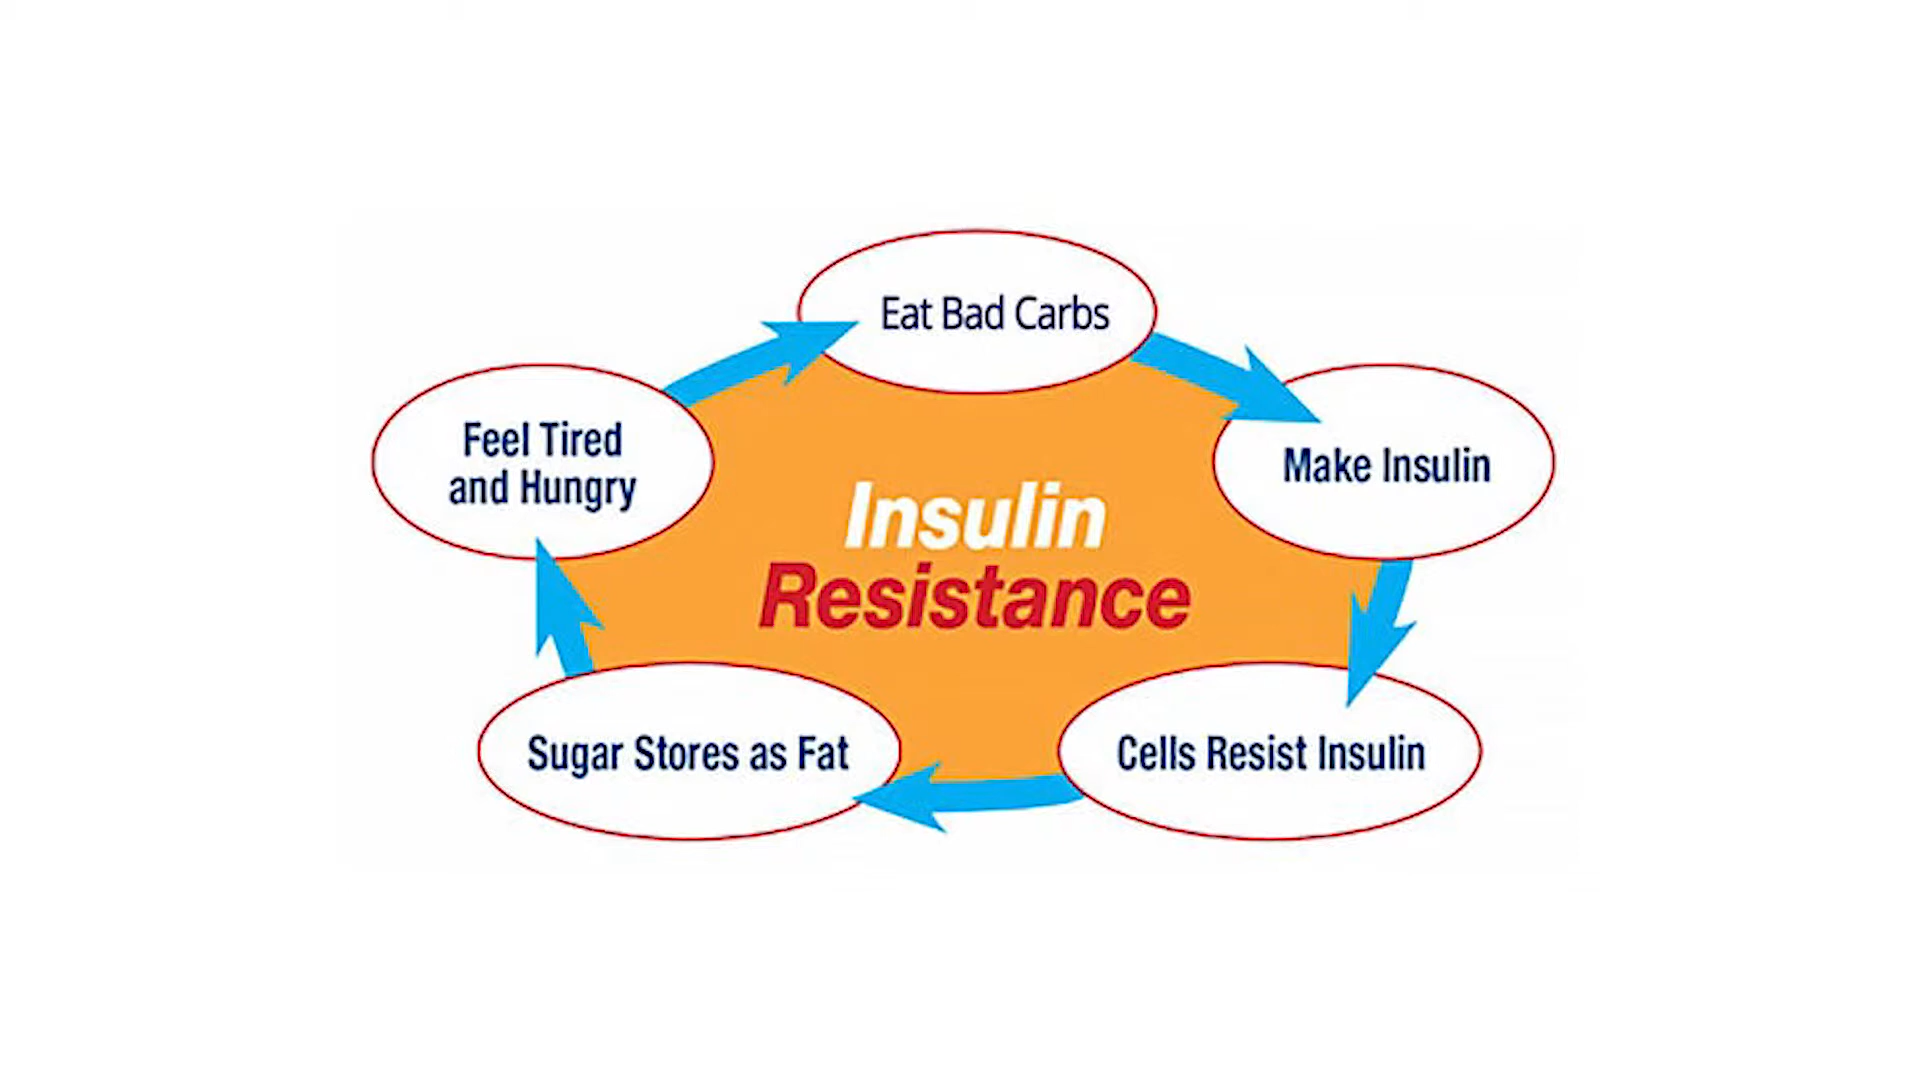 Eat Bad Carbs
Make Insulin
Cells Resist Insulin
Sugar Stores as Fat
Feel Tired
and Hungry
Insulin
Resistance